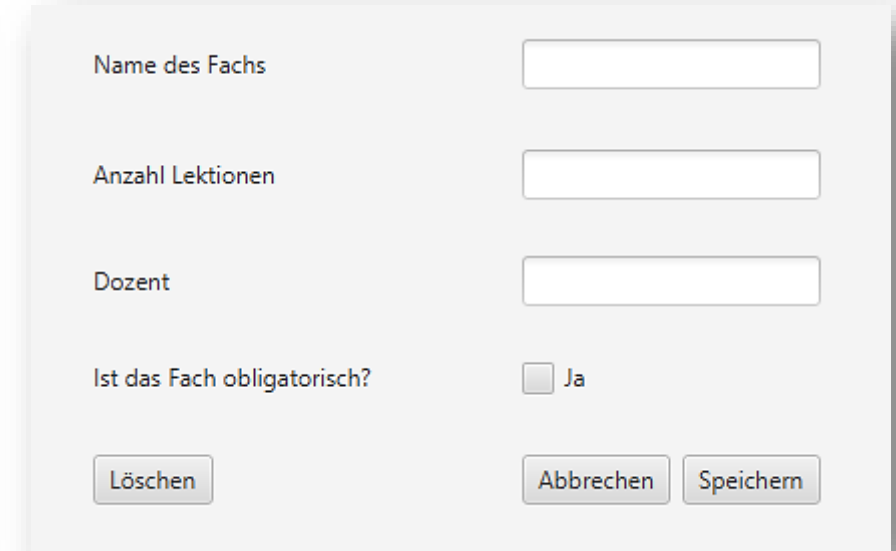 Name des Fachs
Anzahl Lektionen
Dozent
Ist das Fach obligatorisch? Ja
Löschen Abbrechen Speichern